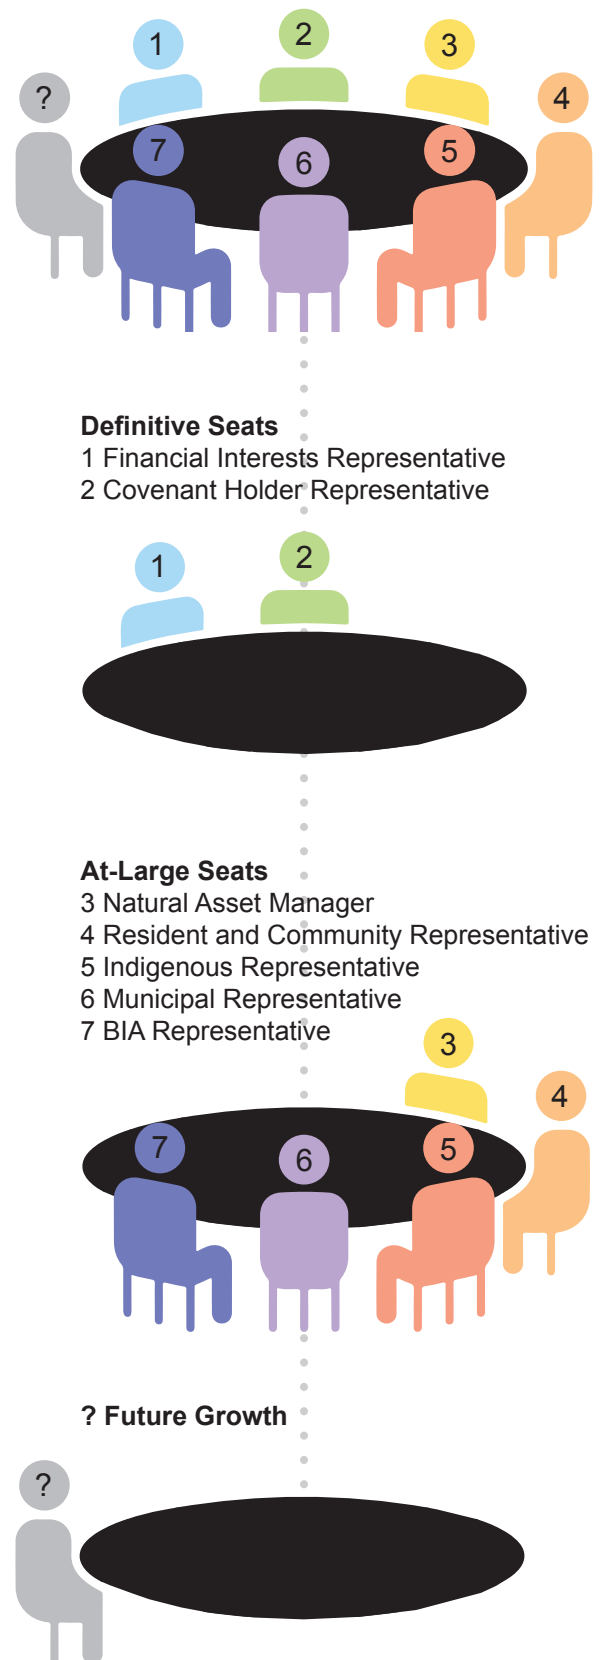 2
1
3
?
4
7
6
5
Definitive Seats
1 Financial Interests Representative
2 Covenant Holder Representative
2
1
At-Large Seats
3 Natural Asset Manager
4 Resident and Community Representative
5 Indigenous Representative
6 Municipal Representative
7 BIA Representative
3
4
7
6
5
? Future Growth
?